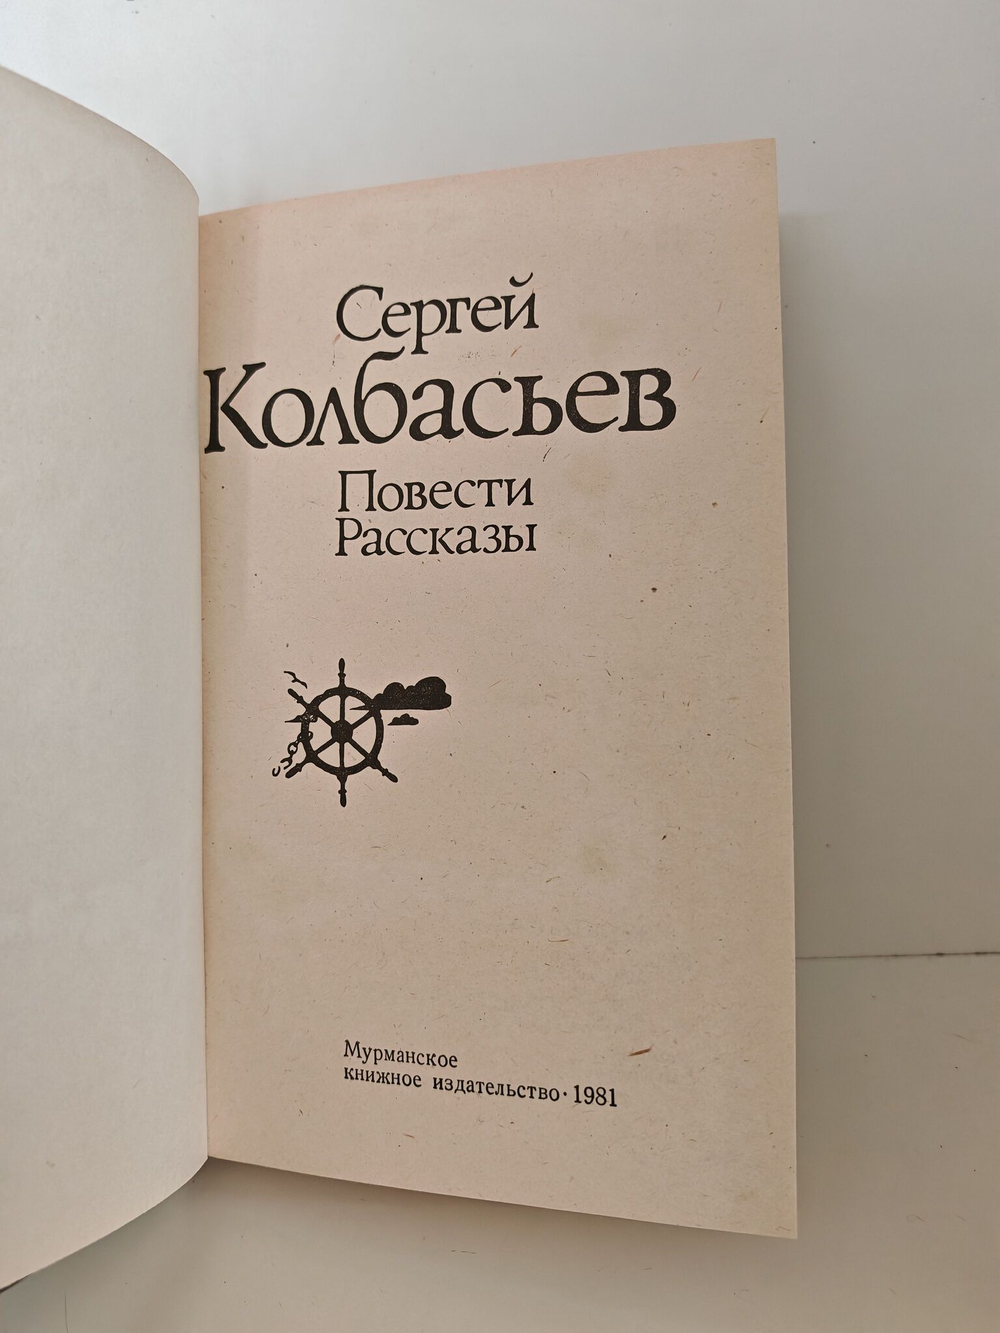 Сергей
Колбасьев
Повести
Рассказы
Мурманское
книжное издательство · 1981